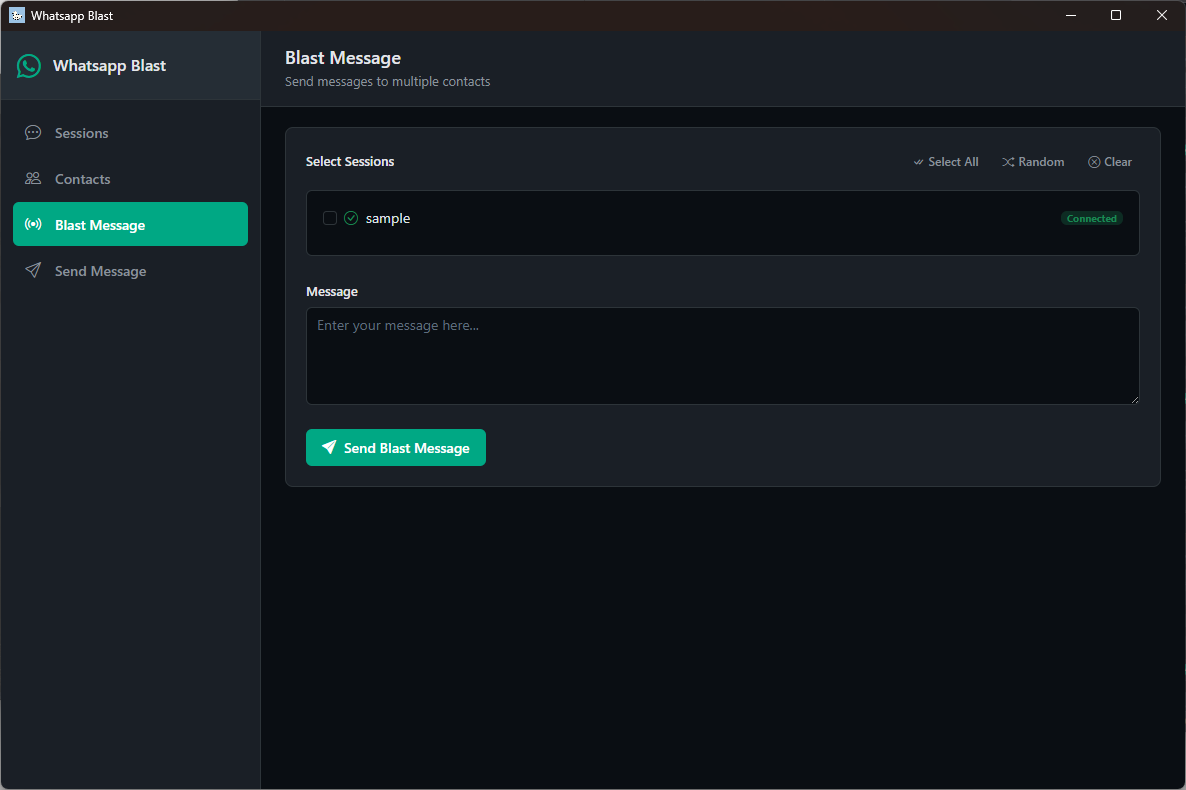 Whatsapp Blast
Whatsapp Blast
Sessions
Contacts
Blast Message
Send Message
Blast Message
Send messages to multiple contacts
Select Sessions
Select All
Random
Clear
sample
Connected
Message
Enter your message here...
Send Blast Message